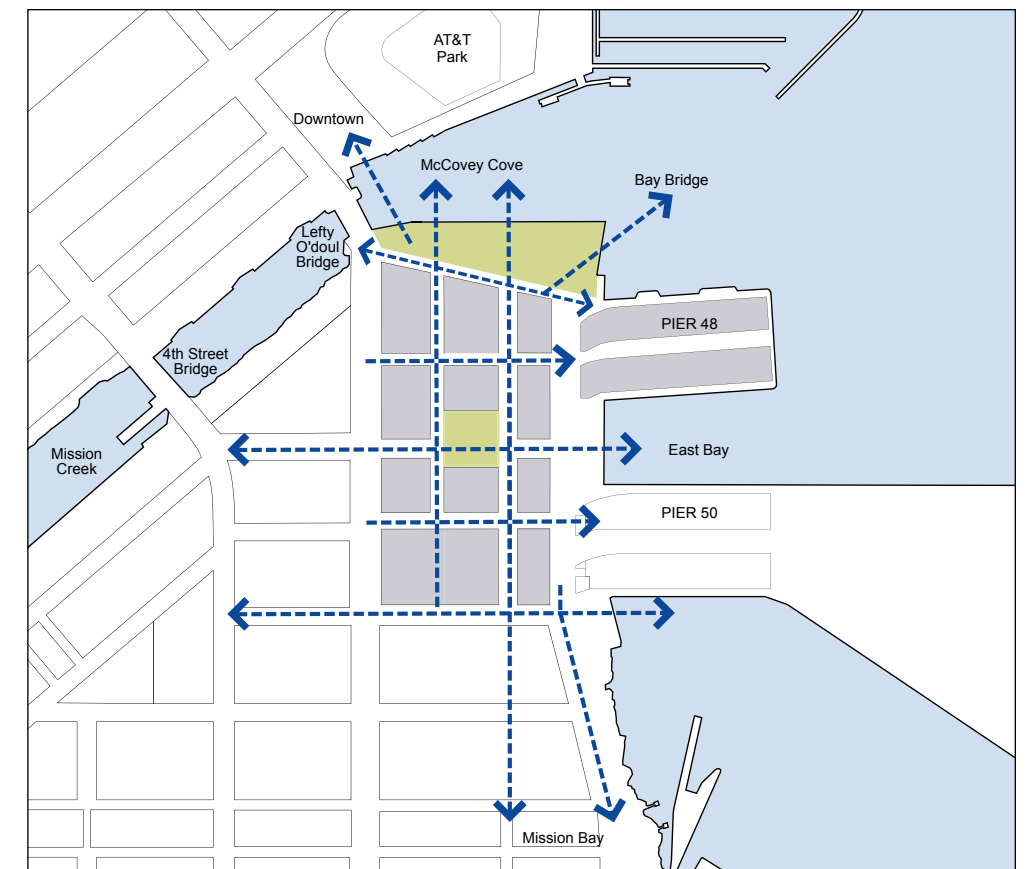 AT&T
Park
Downtown
McCovey Cove
Bay Bridge
Lefty
O'doul
Bridge
PIER 48
4th Street
Bridge
Mission
Creek
East Bay
PIER 50
Mission Bay